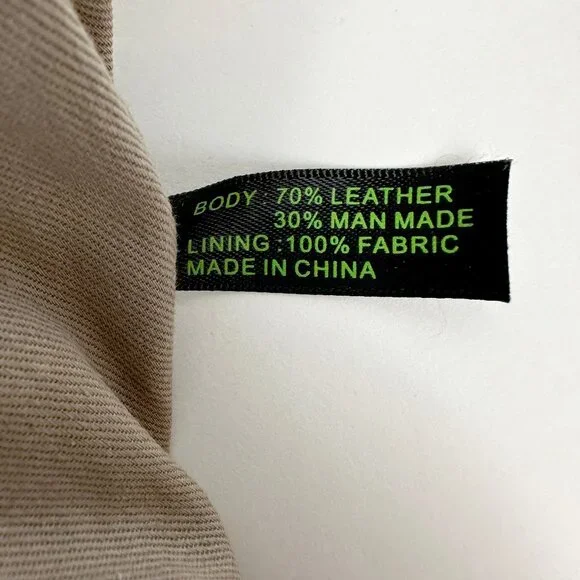 BODY 70% LEATHER
30% MAN MADE
LINING :100% FABRIC
MADE IN CHINA